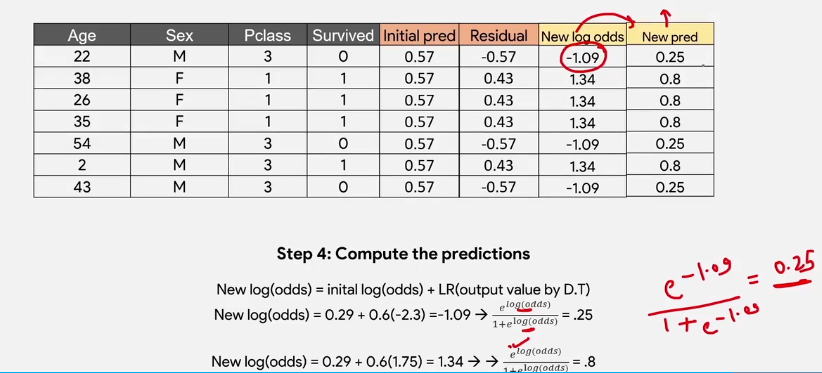 Age Sex Pclass Survived Initial pred Residual New log odds New pred
22 M 3 0 0.57 -0.57 -1.09 0.25
38 F 1 1 0.57 0.43 1.34 0.8
26 F 1 1 0.57 0.43 1.34 0.8
35 F 1 1 0.57 0.43 1.34 0.8
54 M 3 0 0.57 -0.57 -1.09 0.25
2 M 3 1 0.57 0.43 1.34 0.8
43 M 3 0 0.57 -0.57 -1.09 0.25
Step 4: Compute the predictions
New log(odds) = inital log(odds) + LR(output value by D.T)
New log(odds) = 0.29 + 0.6(-2.3) =-1.09 → e^log(odds) / 1+e^log(odds) = .25
New log(odds) = 0.29 + 0.6(1.75) = 1.34 → → e^log(odds) / 1+e^log(odds) = .8
e^-1.09 / 1 + e^-1.09 = 0.25